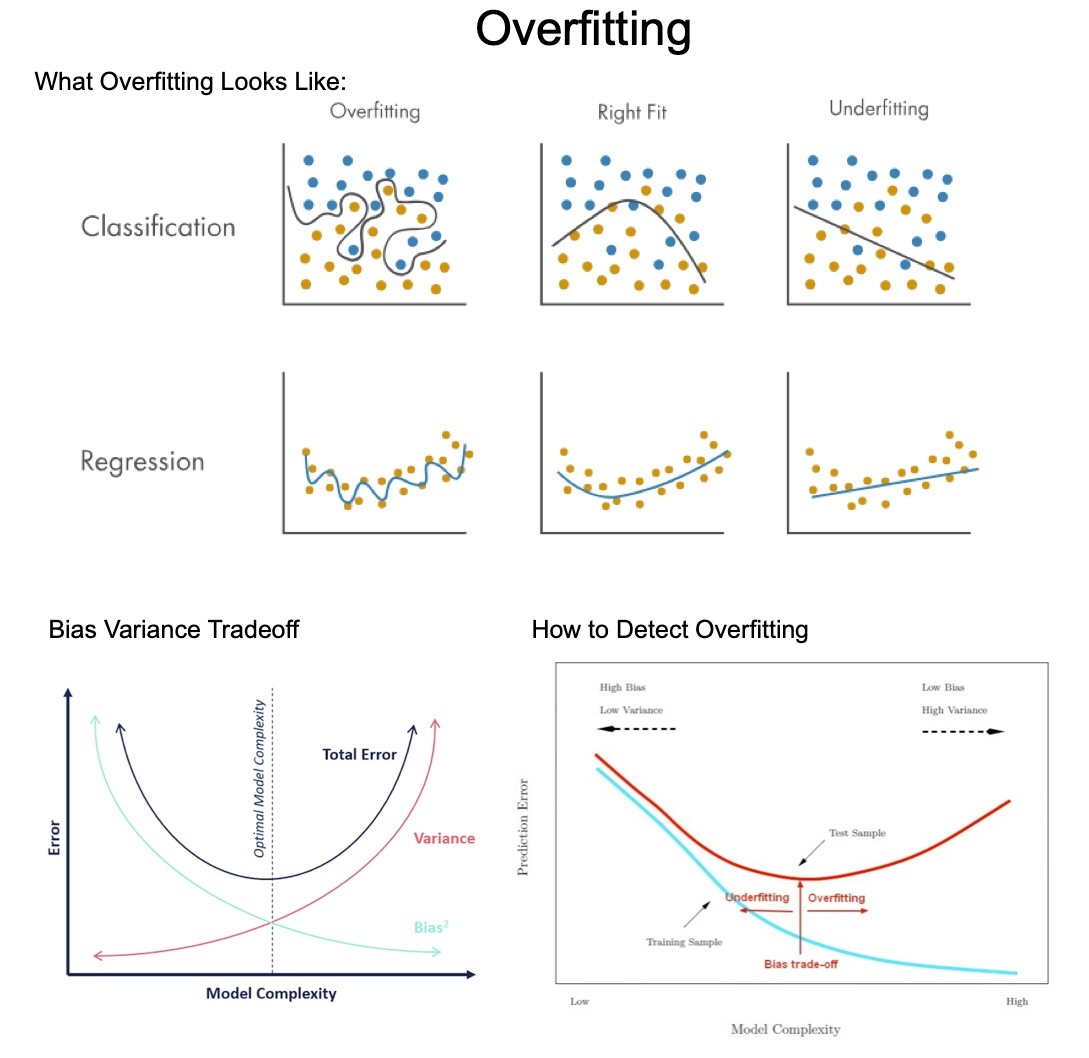 Overfitting
What Overfitting Looks Like:
Overfitting
Right Fit
Underfitting
Classification
Regression
Bias Variance Tradeoff
Error
Optimal Model Complexity
Total Error
Variance
Bias²
Model Complexity
How to Detect Overfitting
High Bias
Low Variance
Low Bias
High Variance
Prediction Error
Test Sample
Underfitting
Overfitting
Training Sample
Bias trade-off
Low
High
Model Complexity